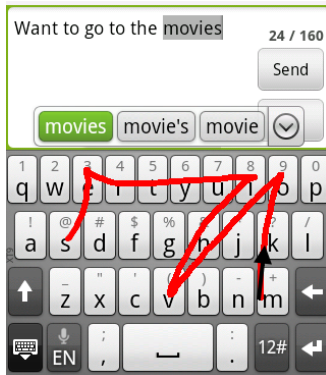 Want to go to the movies
24 / 160
Send
movies movie's movie
1 2 3 4 5 6 7 8 9 0
q w e r t y u i o p
! @ # $ % & * ? /
a s d f g h j k l
_ " ' : ( ) - +
z x c v b n m
EN ; , : . 12#